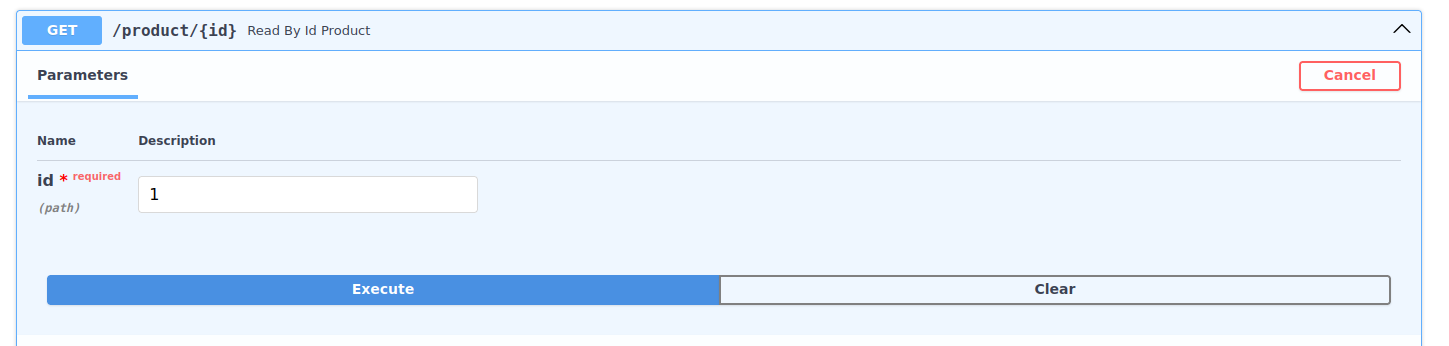 GET /product/{id} Read By Id Product
Parameters Cancel
Name Description
id * required 1
(path)
Execute Clear